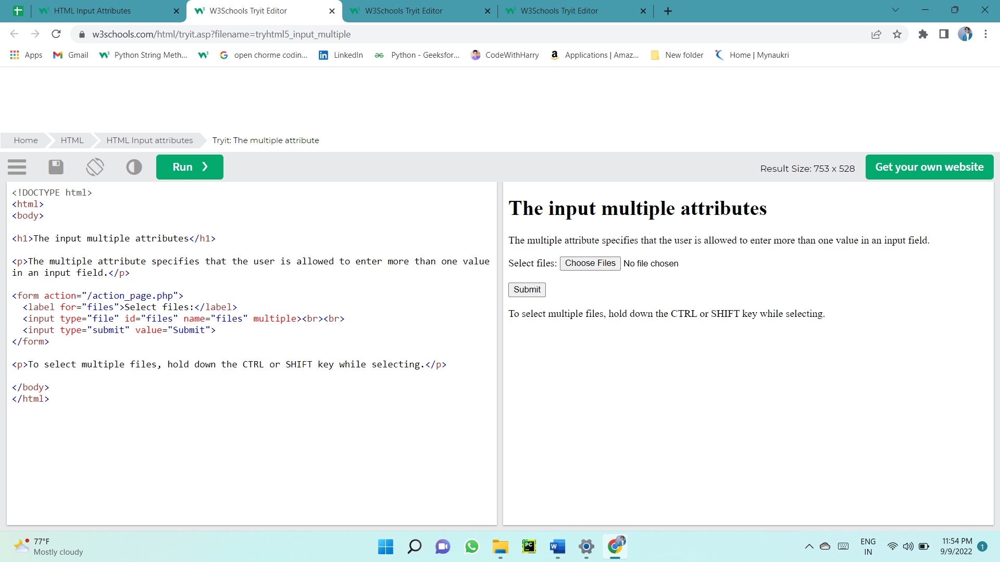 HTML Input Attributes
W3Schools Tryit Editor
W3Schools Tryit Editor
W3Schools Tryit Editor
w3schools.com/html/tryit.asp?filename=tryhtml5_input_multiple
Apps Gmail Python String Meth... open chorme codin... LinkedIn Python - Geeksfor... CodeWithHarry Applications | Amaz... New folder Home | Mynaukri
Home HTML HTML Input attributes Tryit: The multiple attribute
Run ❯
Result Size: 753 x 528
Get your own website
<!DOCTYPE html>
<html>
<body>
<h1>The input multiple attributes</h1>
<p>The multiple attribute specifies that the user is allowed to enter more than one value
in an input field.</p>
<form action="/action_page.php">
<label for="files">Select files:</label>
<input type="file" id="files" name="files" multiple><br><br>
<input type="submit" value="Submit">
</form>
<p>To select multiple files, hold down the CTRL or SHIFT key while selecting.</p>
</body>
</html>
The input multiple attributes
The multiple attribute specifies that the user is allowed to enter more than one value in an input field.
Select files: Choose Files No file chosen
Submit
To select multiple files, hold down the CTRL or SHIFT key while selecting.
77°F
Mostly cloudy
PC
W
ENG
IN
11:54 PM
9/9/2022
1